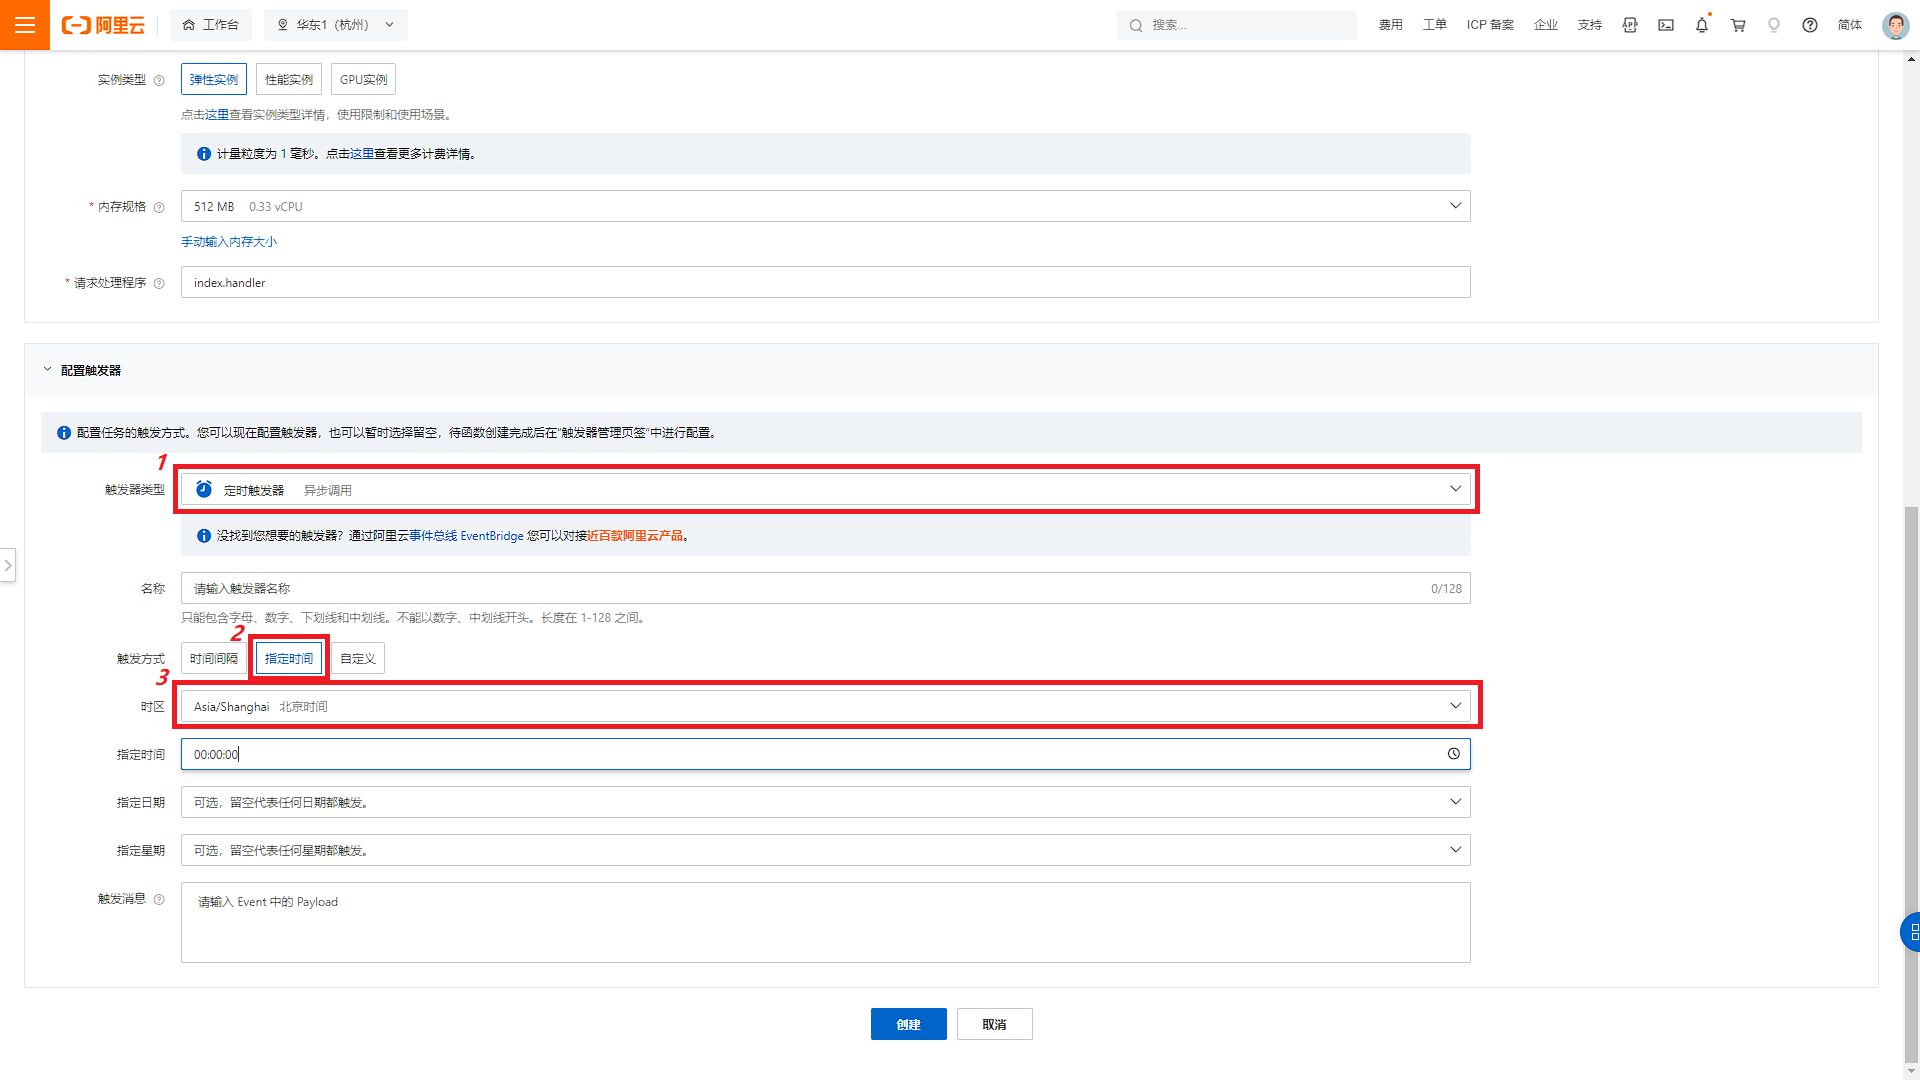 阿里云 工作台 华东1（杭州） 搜索... 费用 工单 ICP 备案 企业 支持 简体
实例类型 弹性实例 性能实例 GPU实例
点击这里查看实例类型详情，使用限制和使用场景。
计量粒度为 1 毫秒。点击这里查看更多计费详情。
* 内存规格 512 MB 0.33 vCPU
手动输入内存大小
* 请求处理程序 index.handler
配置触发器
配置任务的触发方式。您可以现在配置触发器，也可以暂时选择留空，待函数创建完成后在“触发器管理页签”中进行配置。
1
触发器类型 定时触发器 异步调用
没找到您想要的触发器？通过阿里云事件总线 EventBridge 您可以对接近百款阿里云产品。
名称 请输入触发器名称 0/128
只能包含字母、数字、下划线和中划线。不能以数字、中划线开头。长度在 1-128 之间。
2
触发方式 时间间隔 指定时间 自定义
3
时区 Asia/Shanghai 北京时间
指定时间 00:00:00
指定日期 可选，留空代表任何日期都触发。
指定星期 可选，留空代表任何星期都触发。
触发消息 请输入 Event 中的 Payload
创建 取消